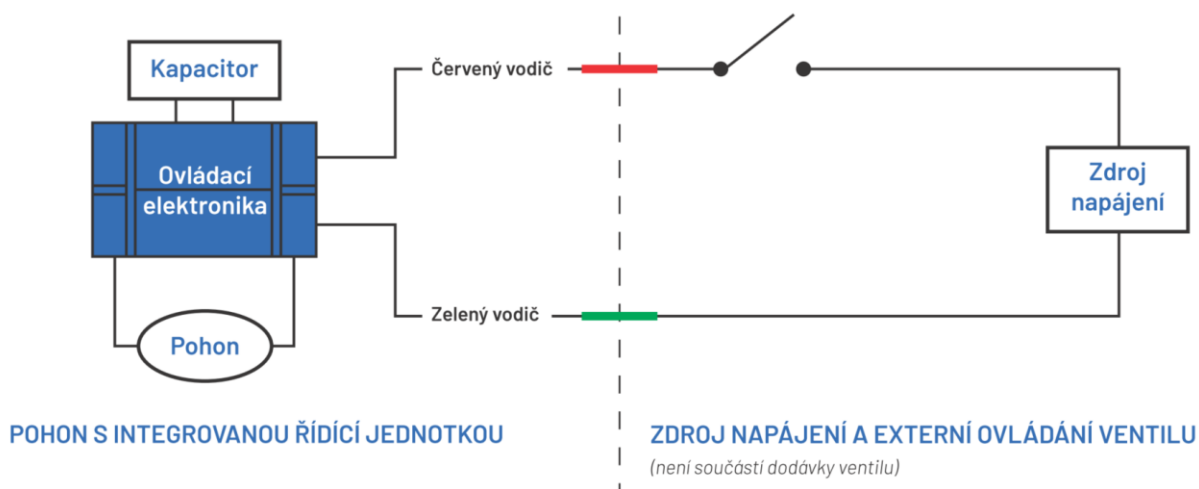 Kapacitor
Červený vodič
Ovládací
elektronika
Zdroj
napájení
Zelený vodič
Pohon
POHON S INTEGROVANOU ŘÍDÍCÍ JEDNOTKOU
ZDROJ NAPÁJENÍ A EXTERNÍ OVLÁDÁNÍ VENTILU
(není součástí dodávky ventilu)